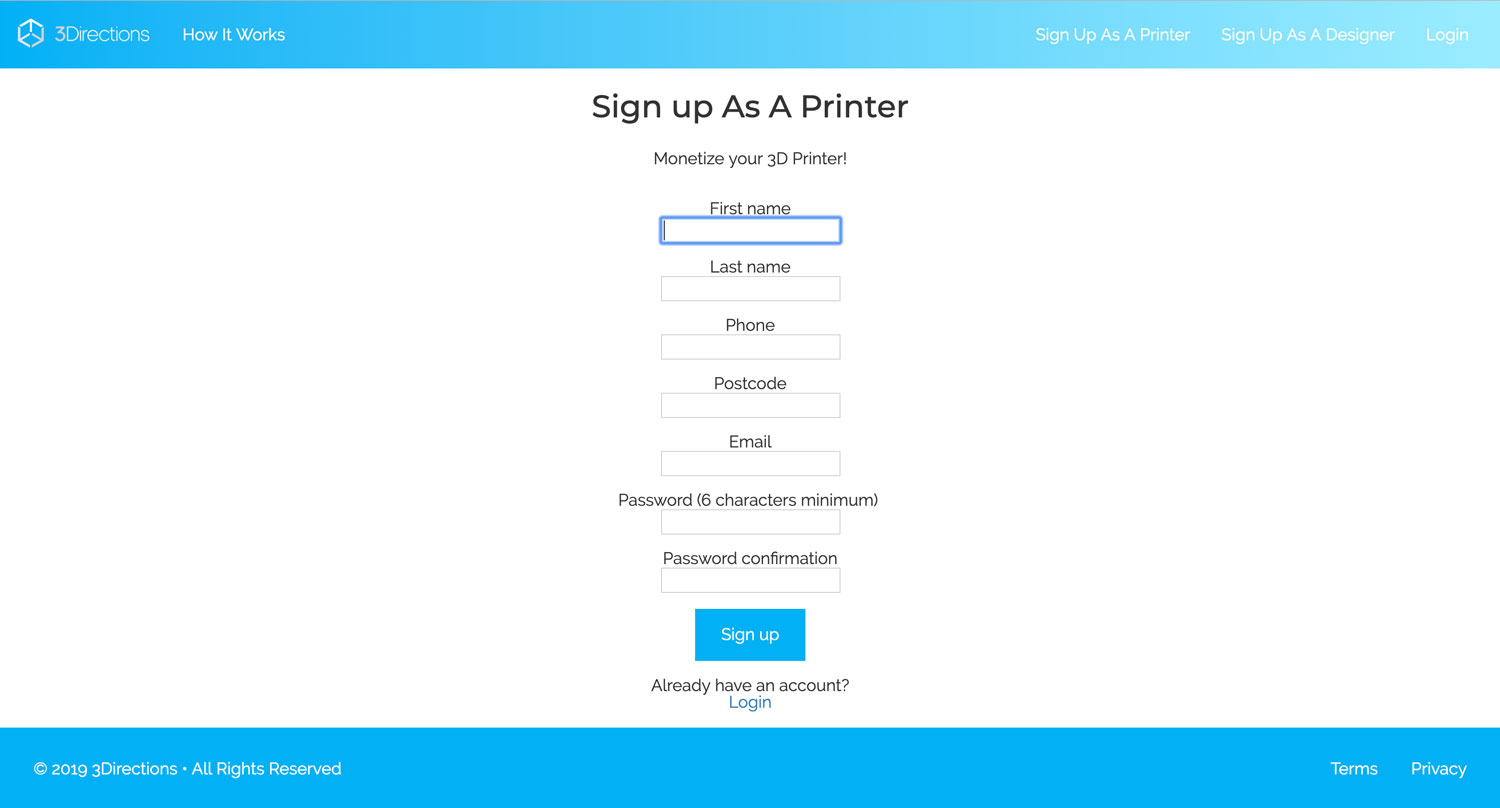 3Directions How It Works Sign Up As A Printer Sign Up As A Designer Login
Sign up As A Printer
Monetize your 3D Printer!
First name
Last name
Phone
Postcode
Email
Password (6 characters minimum)
Password confirmation
Sign up
Already have an account?
Login
© 2019 3Directions • All Rights Reserved Terms Privacy